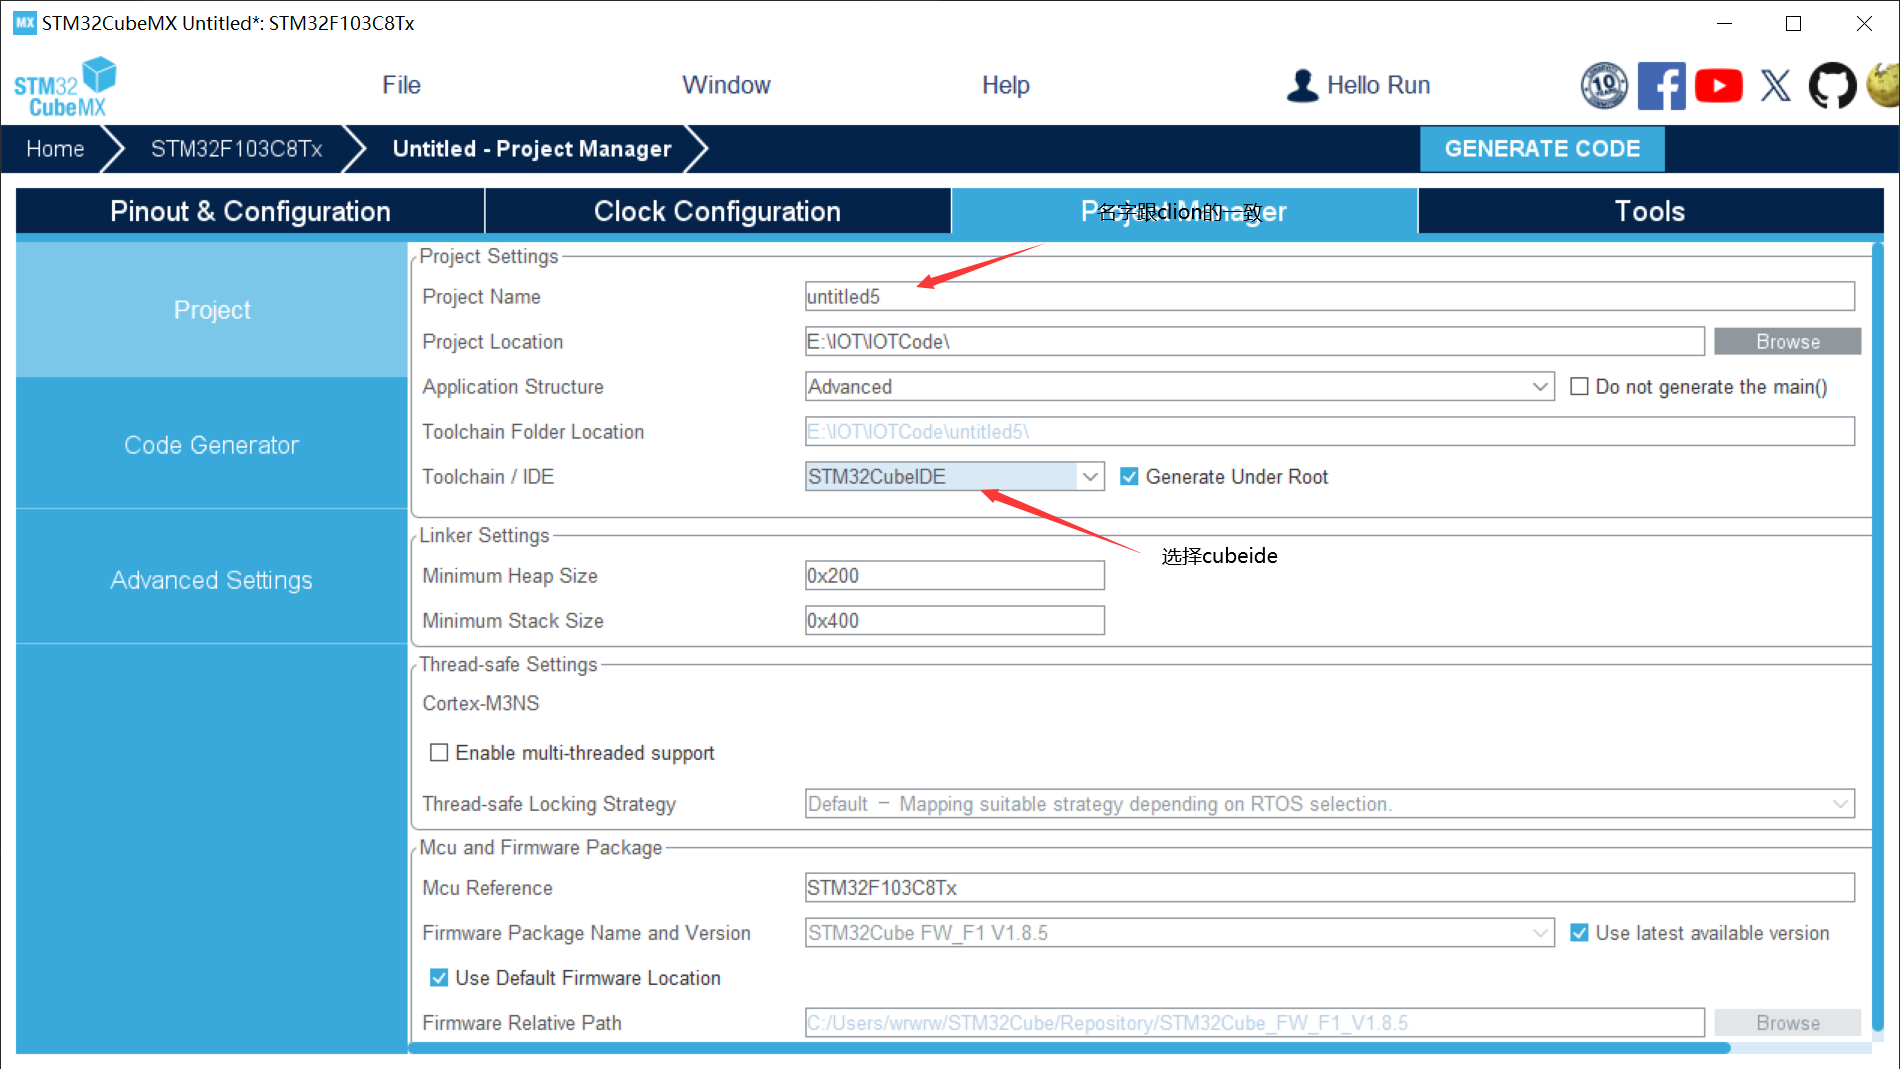 MX STM32CubeMX Untitled*: STM32F103C8Tx
STM32 CubeMX
File
Window
Help
Hello Run
10
Home
STM32F103C8Tx
Untitled - Project Manager
GENERATE CODE
Pinout & Configuration
Clock Configuration
Project Manager
名字跟clion的一致
Tools
Project
Code Generator
Advanced Settings
Project Settings
Project Name
untitled5
Project Location
E:\IOT\IOTCode\
Browse
Application Structure
Advanced
Do not generate the main()
Toolchain Folder Location
E:\IOT\IOTCode\untitled5\
Toolchain / IDE
STM32CubeIDE
Generate Under Root
选择cubeide
Linker Settings
Minimum Heap Size
0x200
Minimum Stack Size
0x400
Thread-safe Settings
Cortex-M3NS
Enable multi-threaded support
Thread-safe Locking Strategy
Default － Mapping suitable strategy depending on RTOS selection.
Mcu and Firmware Package
Mcu Reference
STM32F103C8Tx
Firmware Package Name and Version
STM32Cube FW_F1 V1.8.5
Use latest available version
Use Default Firmware Location
Firmware Relative Path
C:/Users/wrwrw/STM32Cube/Repository/STM32Cube_FW_F1_V1.8.5
Browse